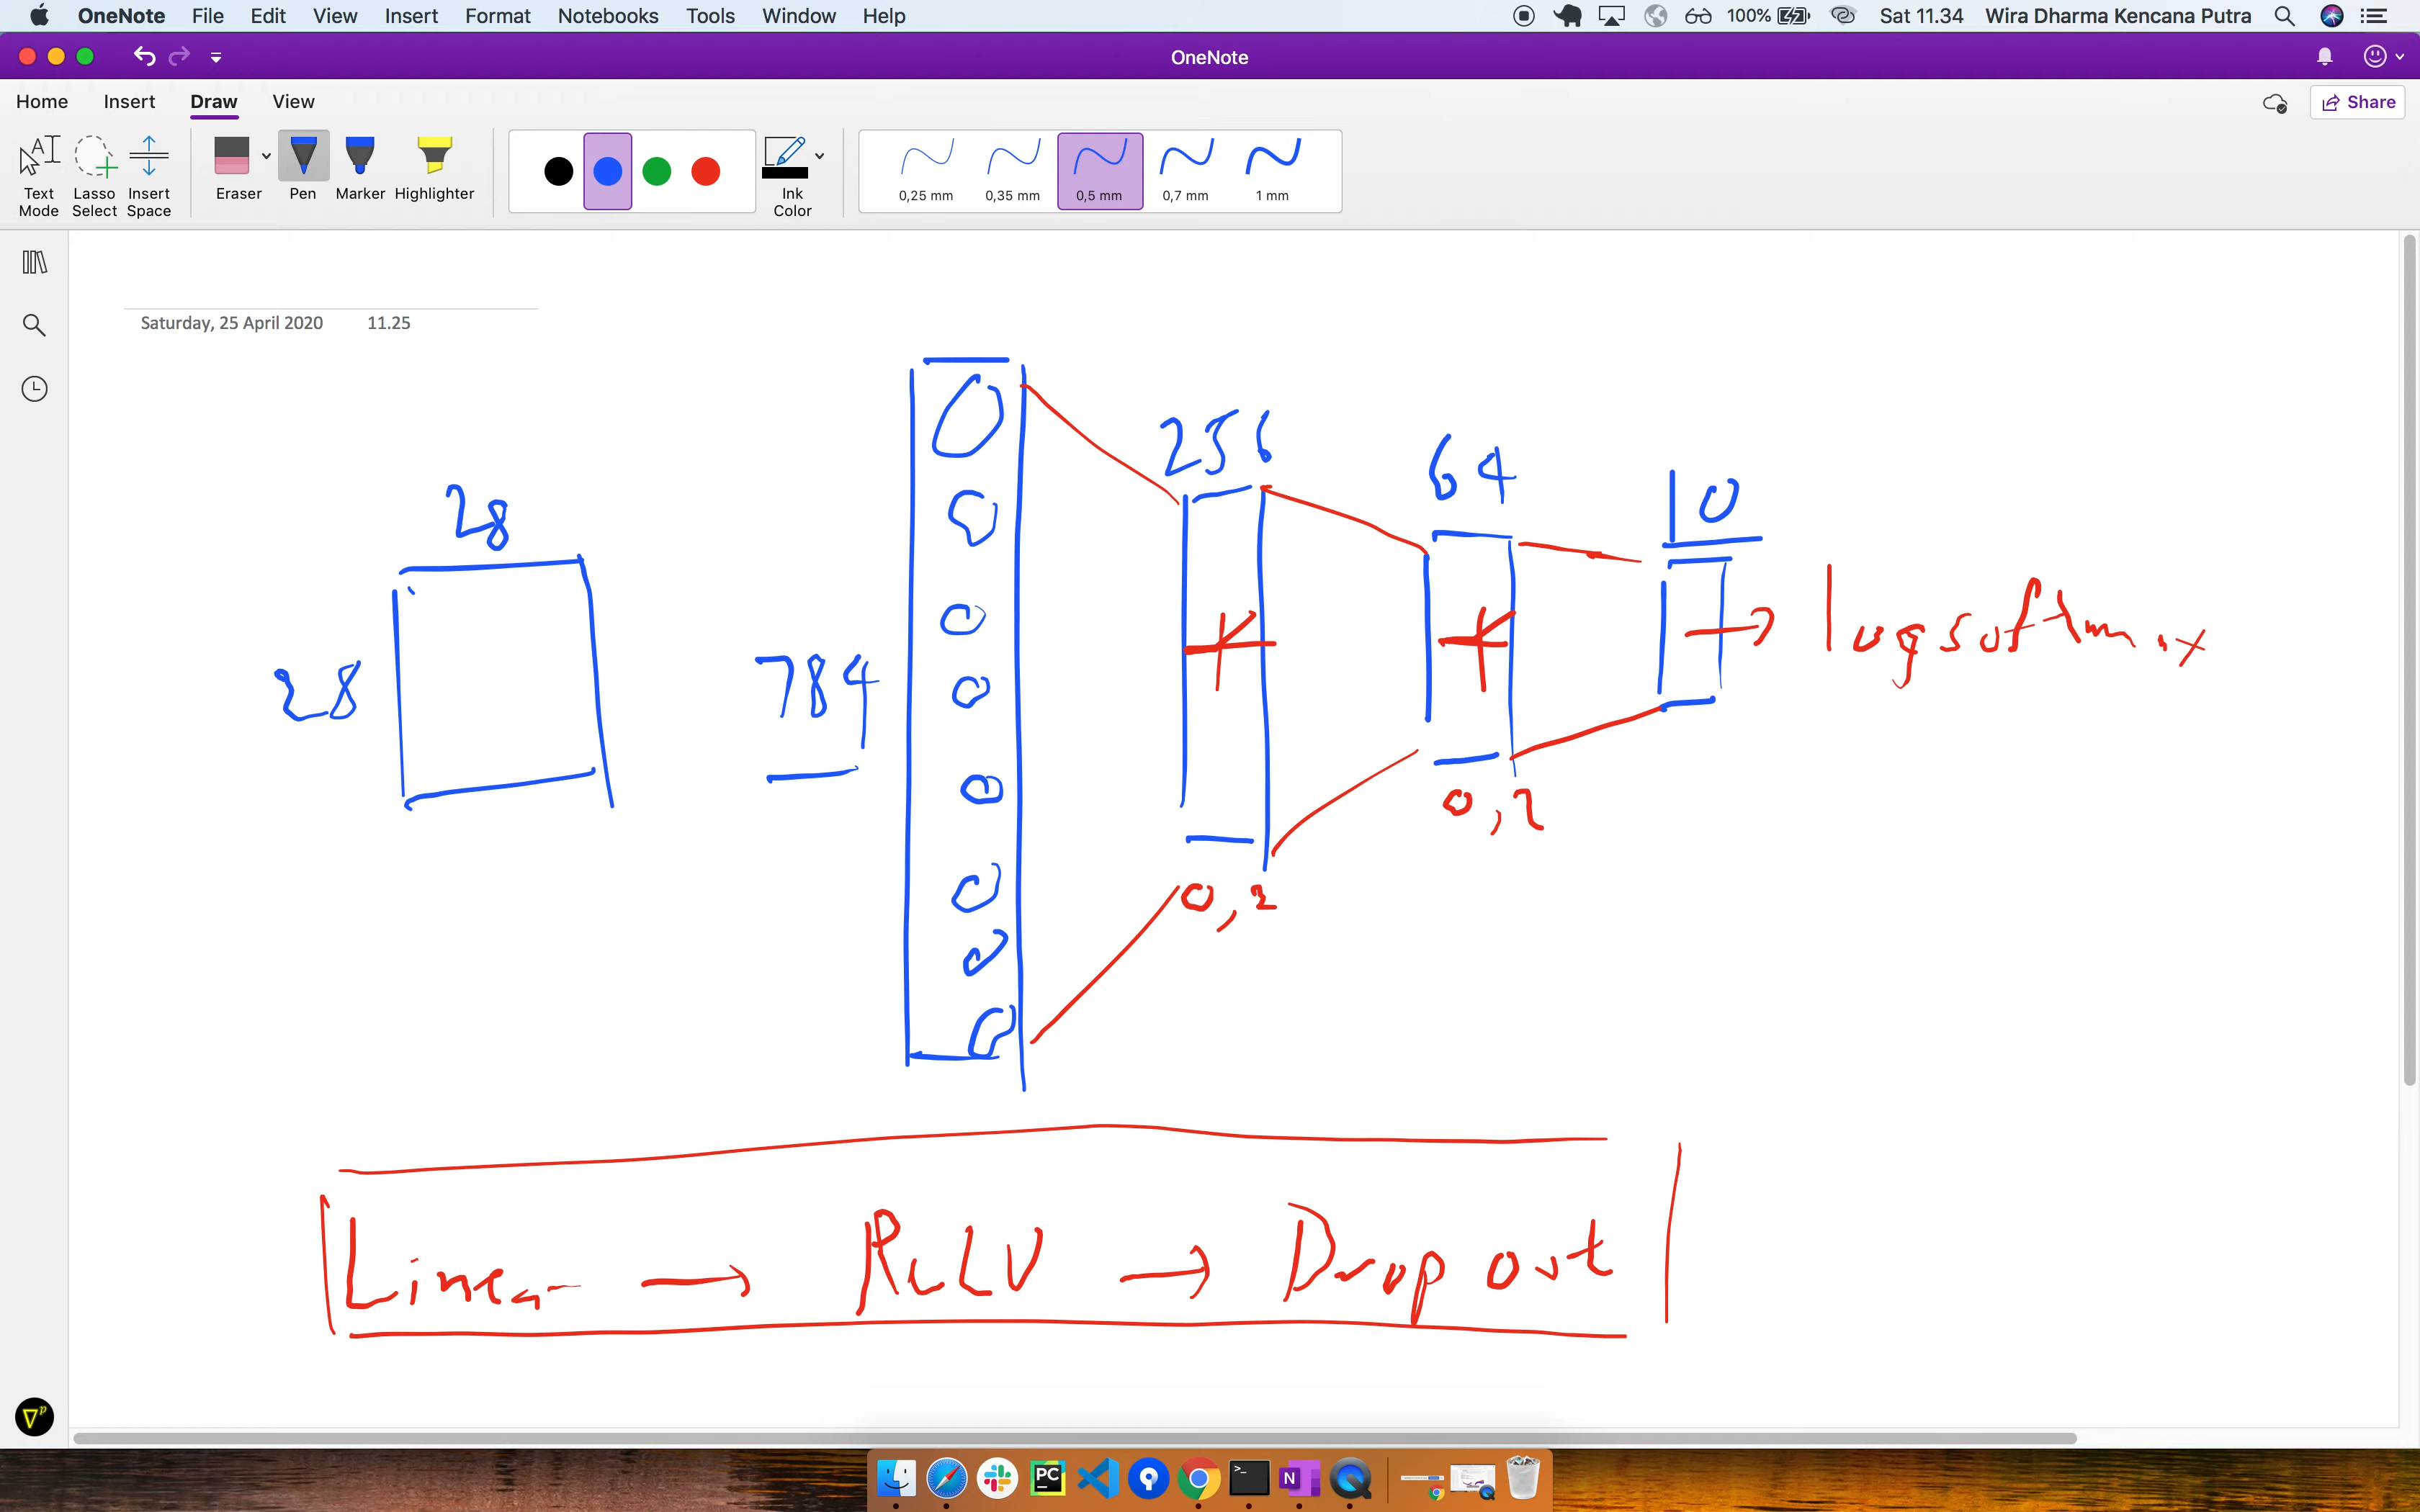 OneNote File Edit View Insert Format Notebooks Tools Window Help 100% Sat 11.34 Wira Dharma Kencana Putra
OneNote
Home Insert Draw View Share
Text Mode
Lasso Select
Insert Space
Eraser
Pen
Marker
Highlighter
Ink Color
0,25 mm
0,35 mm
0,5 mm
0,7 mm
1 mm
Saturday, 25 April 2020 11.25
28
28
784
256
0,2
64
0,2
10
logsoftmax
Linear → ReLU → Dropout